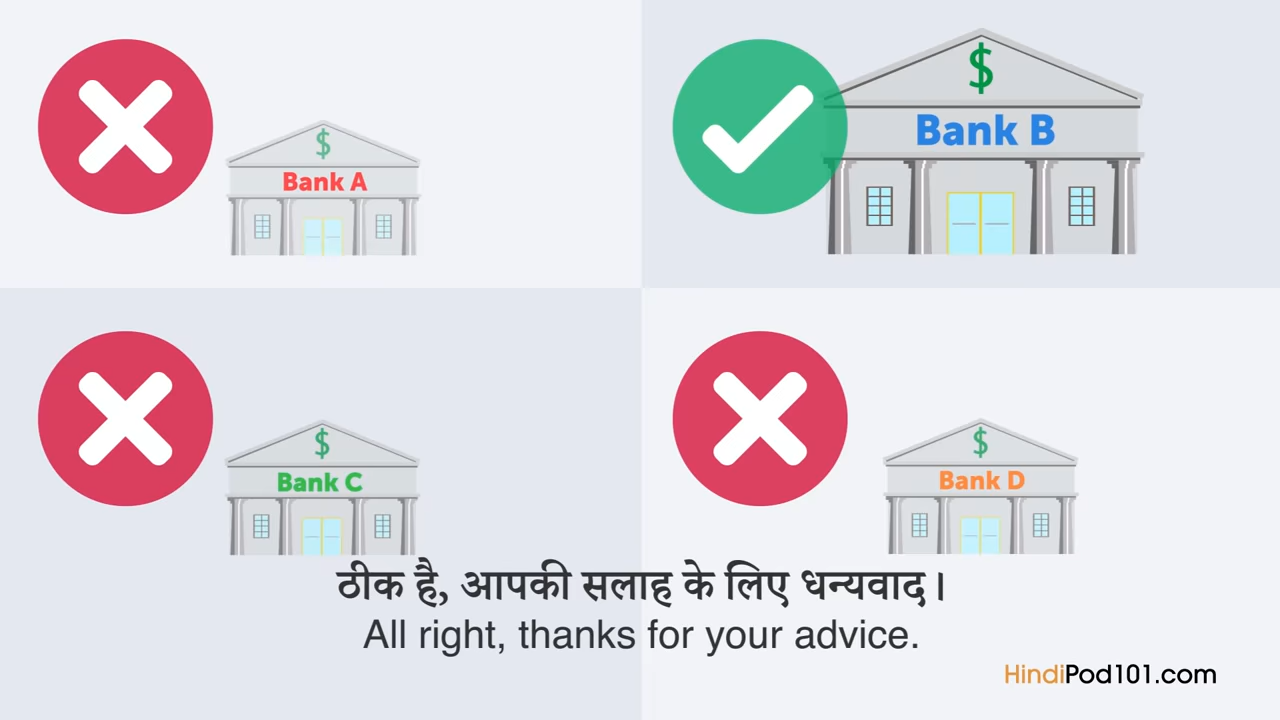 $
Bank A
$
Bank B
$
Bank C
$
Bank D
ठीक है, आपकी सलाह के लिए धन्यवाद।
All right, thanks for your advice.
HindiPod101.com